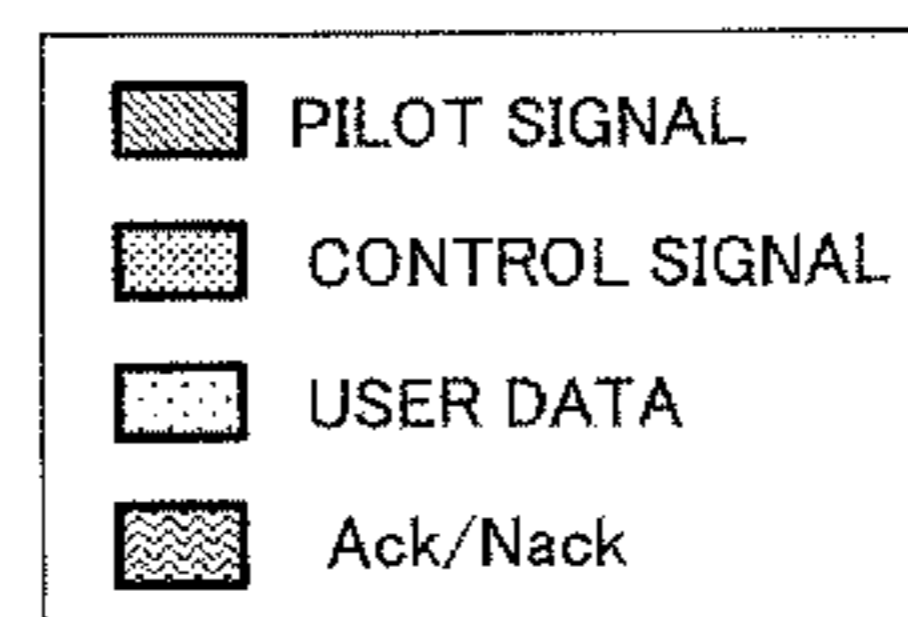 PILOT SIGNAL
CONTROL SIGNAL
USER DATA
Ack/Nack